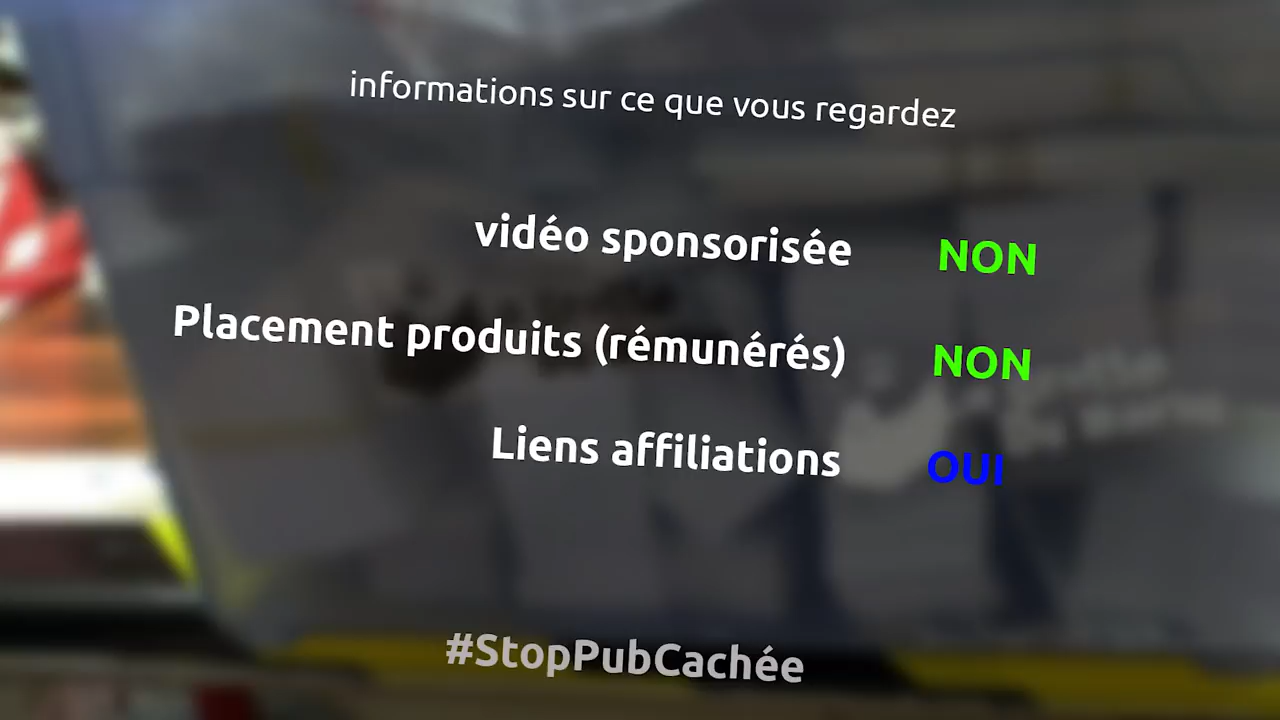 informations sur ce que vous regardez
vidéo sponsorisée NON
Placement produits (rémunérés) NON
Liens affiliations OUI
#StopPubCachée